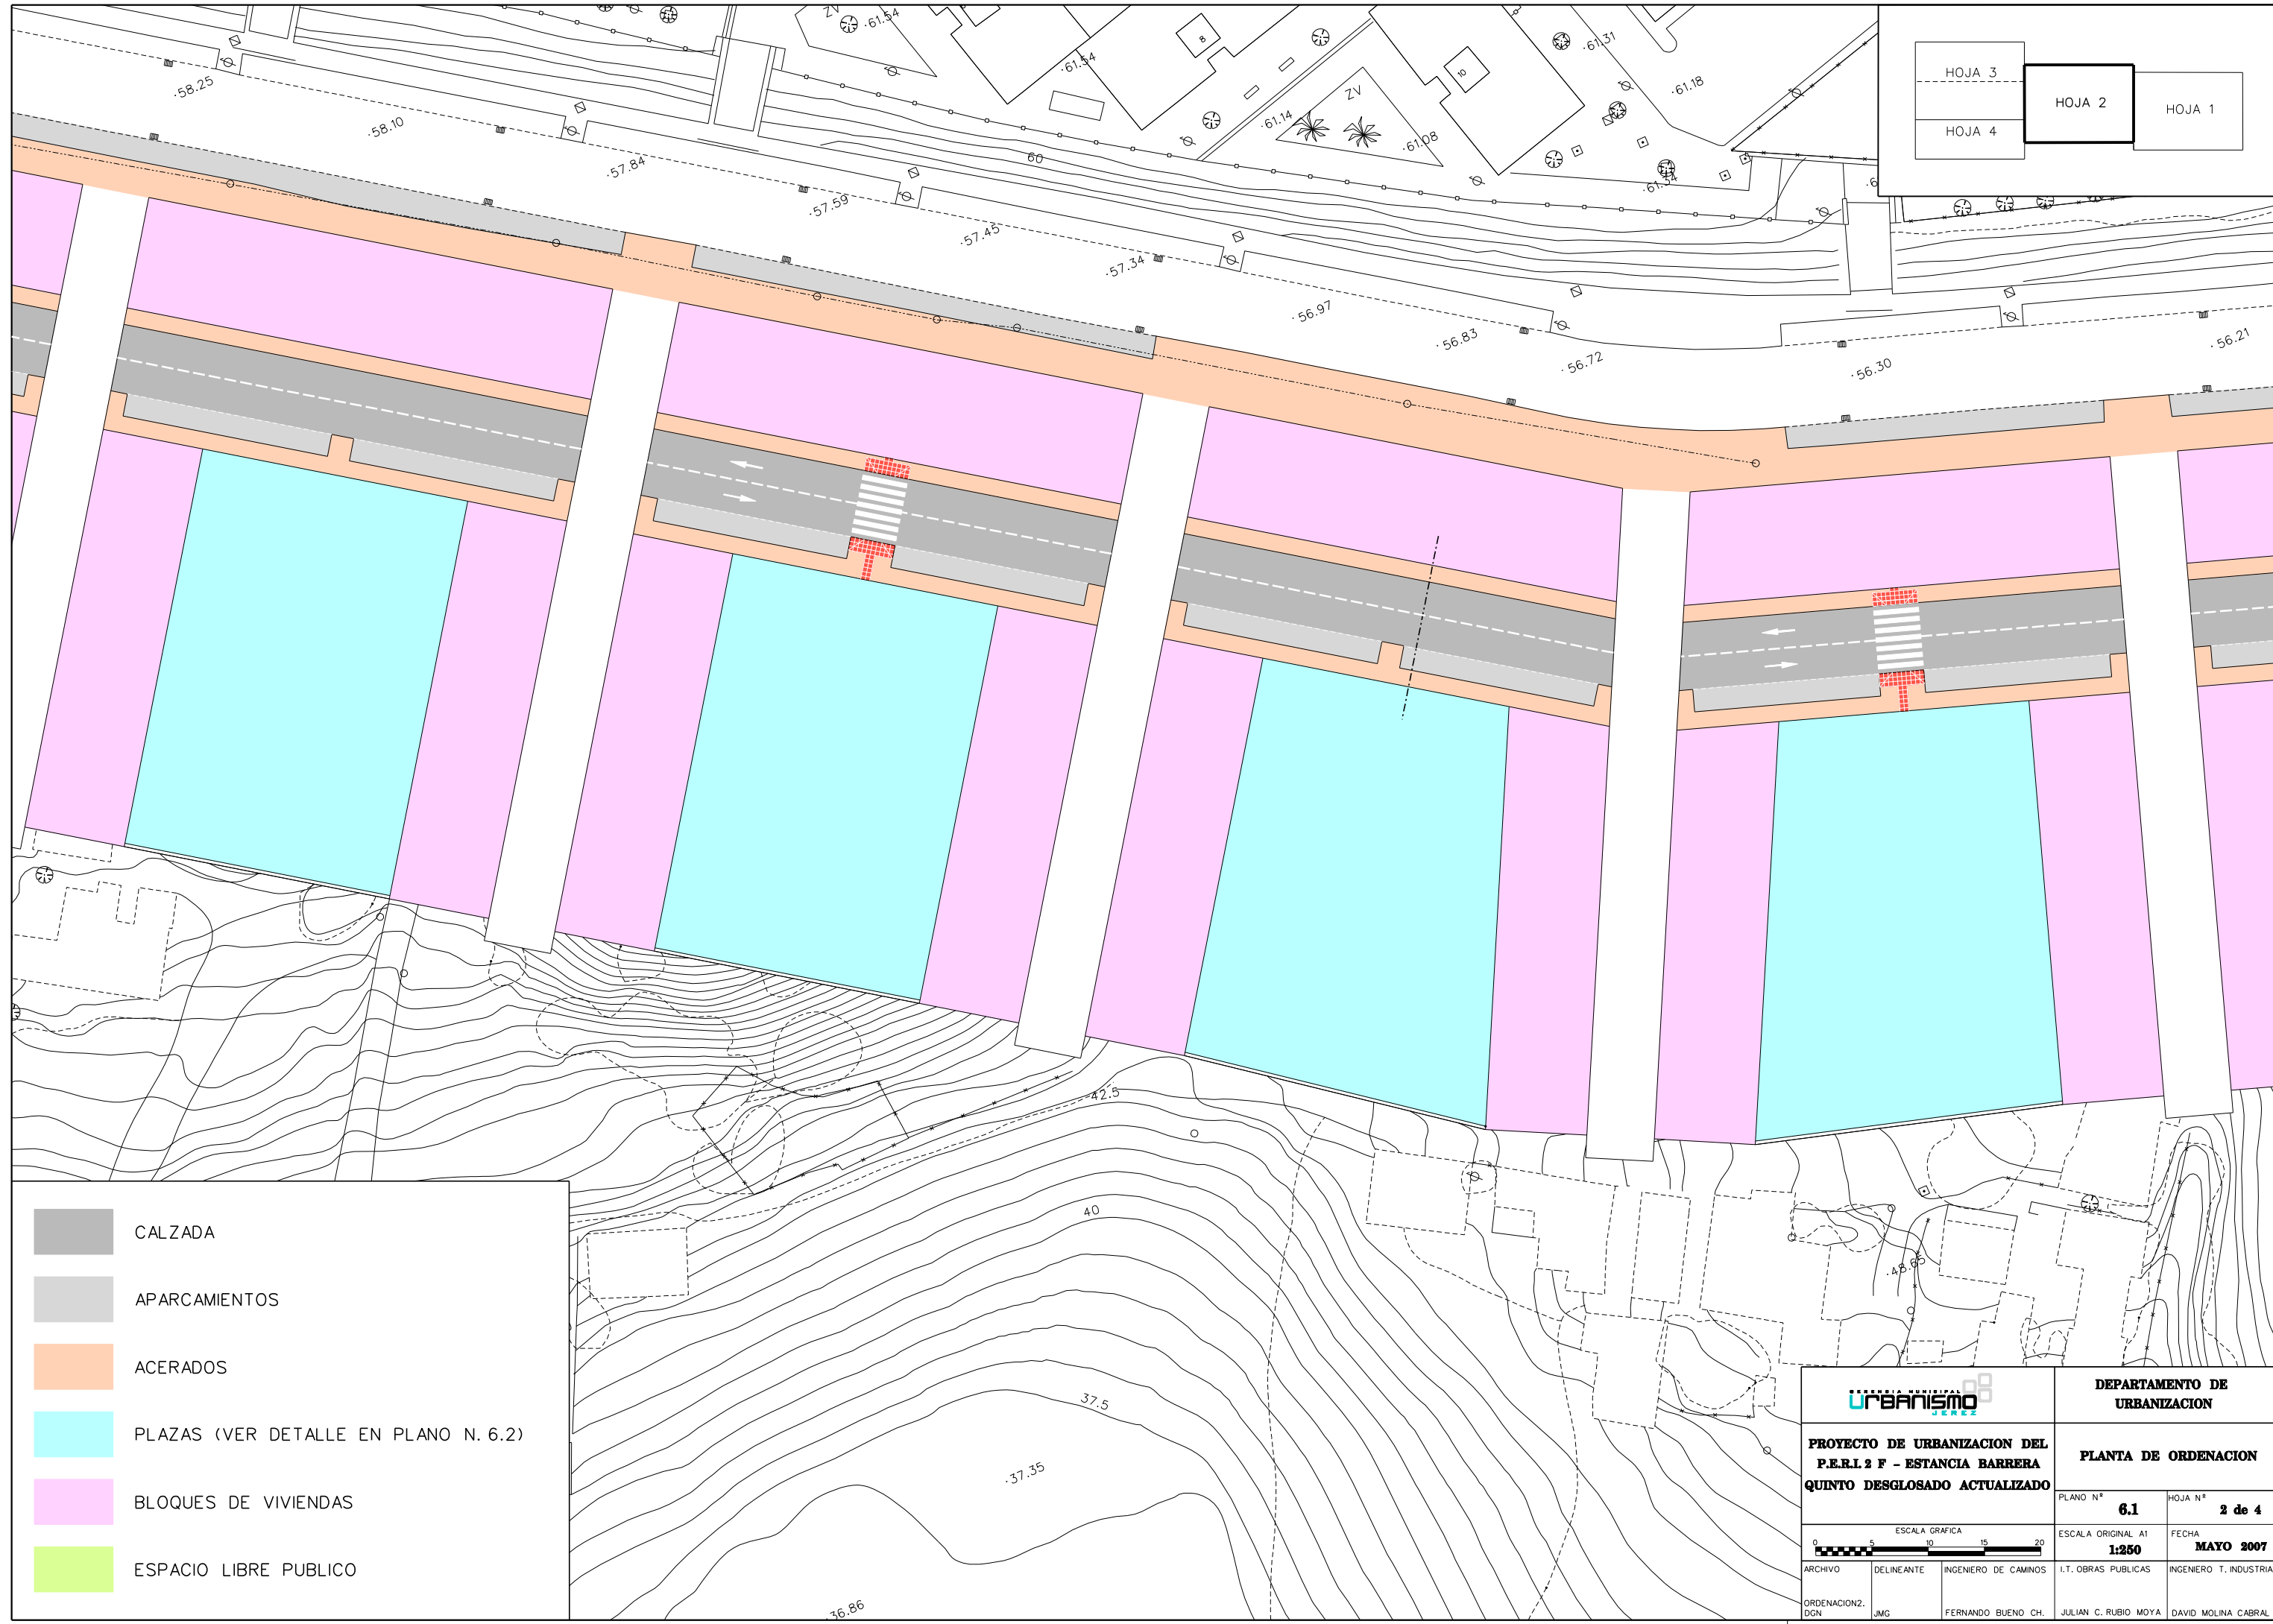 ZV
·61.54
8
·61.54
ZV
10
·61.31
·61.18
·61.14
·61.08
·61.34
60
·58.25
·58.10
·57.84
·57.59
·57.45
·57.34
·56.97
·56.83
·56.72
·56.30
·56.21
HOJA 3
HOJA 4
HOJA 2
HOJA 1
42.5
40
37.5
·37.35
·36.86
·48.65
CALZADA
APARCAMIENTOS
ACERADOS
PLAZAS (VER DETALLE EN PLANO N. 6.2)
BLOQUES DE VIVIENDAS
ESPACIO LIBRE PUBLICO
GERENCIA MUNICIPAL
URBANISMO
JEREZ
DEPARTAMENTO DE
URBANIZACION
PROYECTO DE URBANIZACION DEL
P.E.R.I. 2 F - ESTANCIA BARRERA
QUINTO DESGLOSADO ACTUALIZADO
PLANTA DE ORDENACION
PLANO Nº
6.1
HOJA Nº
2 de 4
ESCALA GRAFICA
0 5 10 15 20
ESCALA ORIGINAL A1
1:250
FECHA
MAYO 2007
ARCHIVO
ORDENACION2.
DGN
DELINEANTE
JMG
INGENIERO DE CAMINOS
FERNANDO BUENO CH.
I.T. OBRAS PUBLICAS
JULIAN C. RUBIO MOYA
INGENIERO T. INDUSTRIA
DAVID MOLINA CABRAL